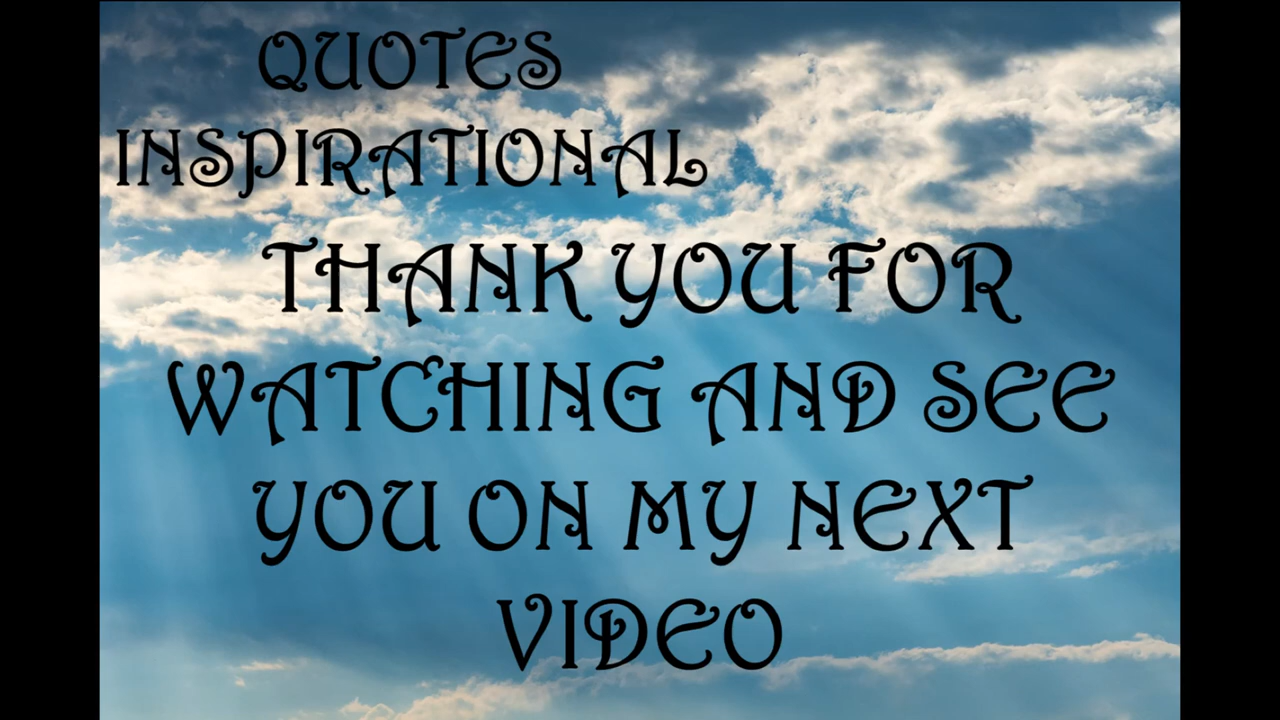 QUOTES
INSPIRATIONAL
THANK YOU FOR
WATCHING AND SEE
YOU ON MY NEXT
VIDEO